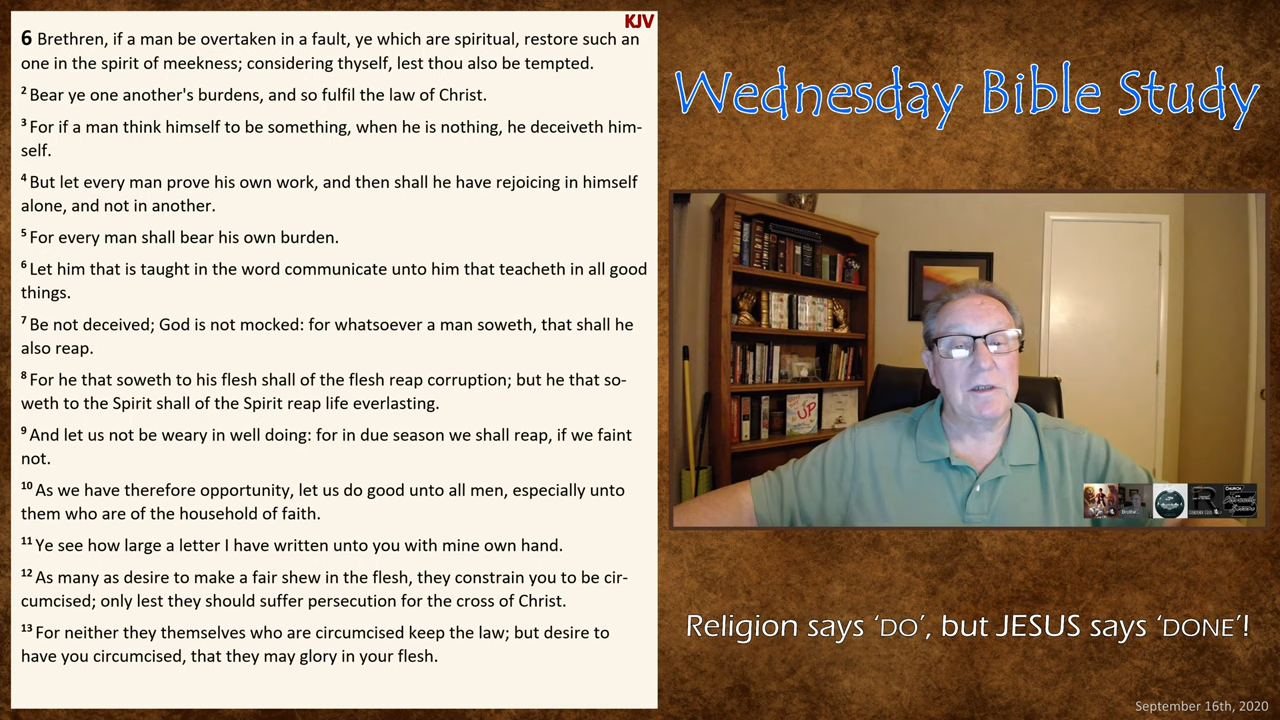 KJV
6 Brethren, if a man be overtaken in a fault, ye which are spiritual, restore such an
one in the spirit of meekness; considering thyself, lest thou also be tempted.
2 Bear ye one another's burdens, and so fulfil the law of Christ.
3 For if a man think himself to be something, when he is nothing, he deceiveth him-
self.
4 But let every man prove his own work, and then shall he have rejoicing in himself
alone, and not in another.
5 For every man shall bear his own burden.
6 Let him that is taught in the word communicate unto him that teacheth in all good
things.
7 Be not deceived; God is not mocked: for whatsoever a man soweth, that shall he
also reap.
8 For he that soweth to his flesh shall of the flesh reap corruption; but he that so-
weth to the Spirit shall of the Spirit reap life everlasting.
9 And let us not be weary in well doing: for in due season we shall reap, if we faint
not.
10 As we have therefore opportunity, let us do good unto all men, especially unto
them who are of the household of faith.
11 Ye see how large a letter I have written unto you with mine own hand.
12 As many as desire to make a fair shew in the flesh, they constrain you to be cir-
cumcised; only lest they should suffer persecution for the cross of Christ.
13 For neither they themselves who are circumcised keep the law; but desire to
have you circumcised, that they may glory in your flesh.
Wednesday Bible Study
UP
Religion says ‘DO’, but JESUS says ‘DONE’!
September 16th, 2020